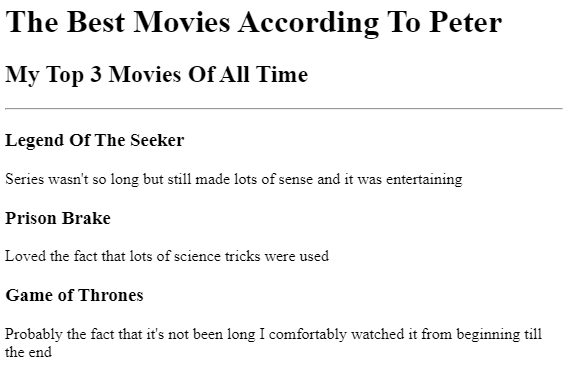 The Best Movies According To Peter
My Top 3 Movies Of All Time
Legend Of The Seeker
Series wasn't so long but still made lots of sense and it was entertaining
Prison Brake
Loved the fact that lots of science tricks were used
Game of Thrones
Probably the fact that it's not been long I comfortably watched it from beginning till
the end